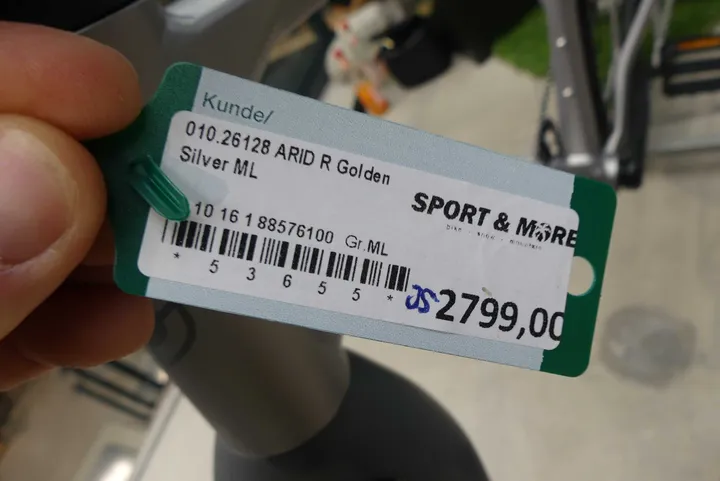 Kunde/
010.26128 ARID R Golden
Silver ML
SPORT & MORE
10 16 1 88576100 Gr.ML
* 5 3 6 5 5 *
JS 2799,00